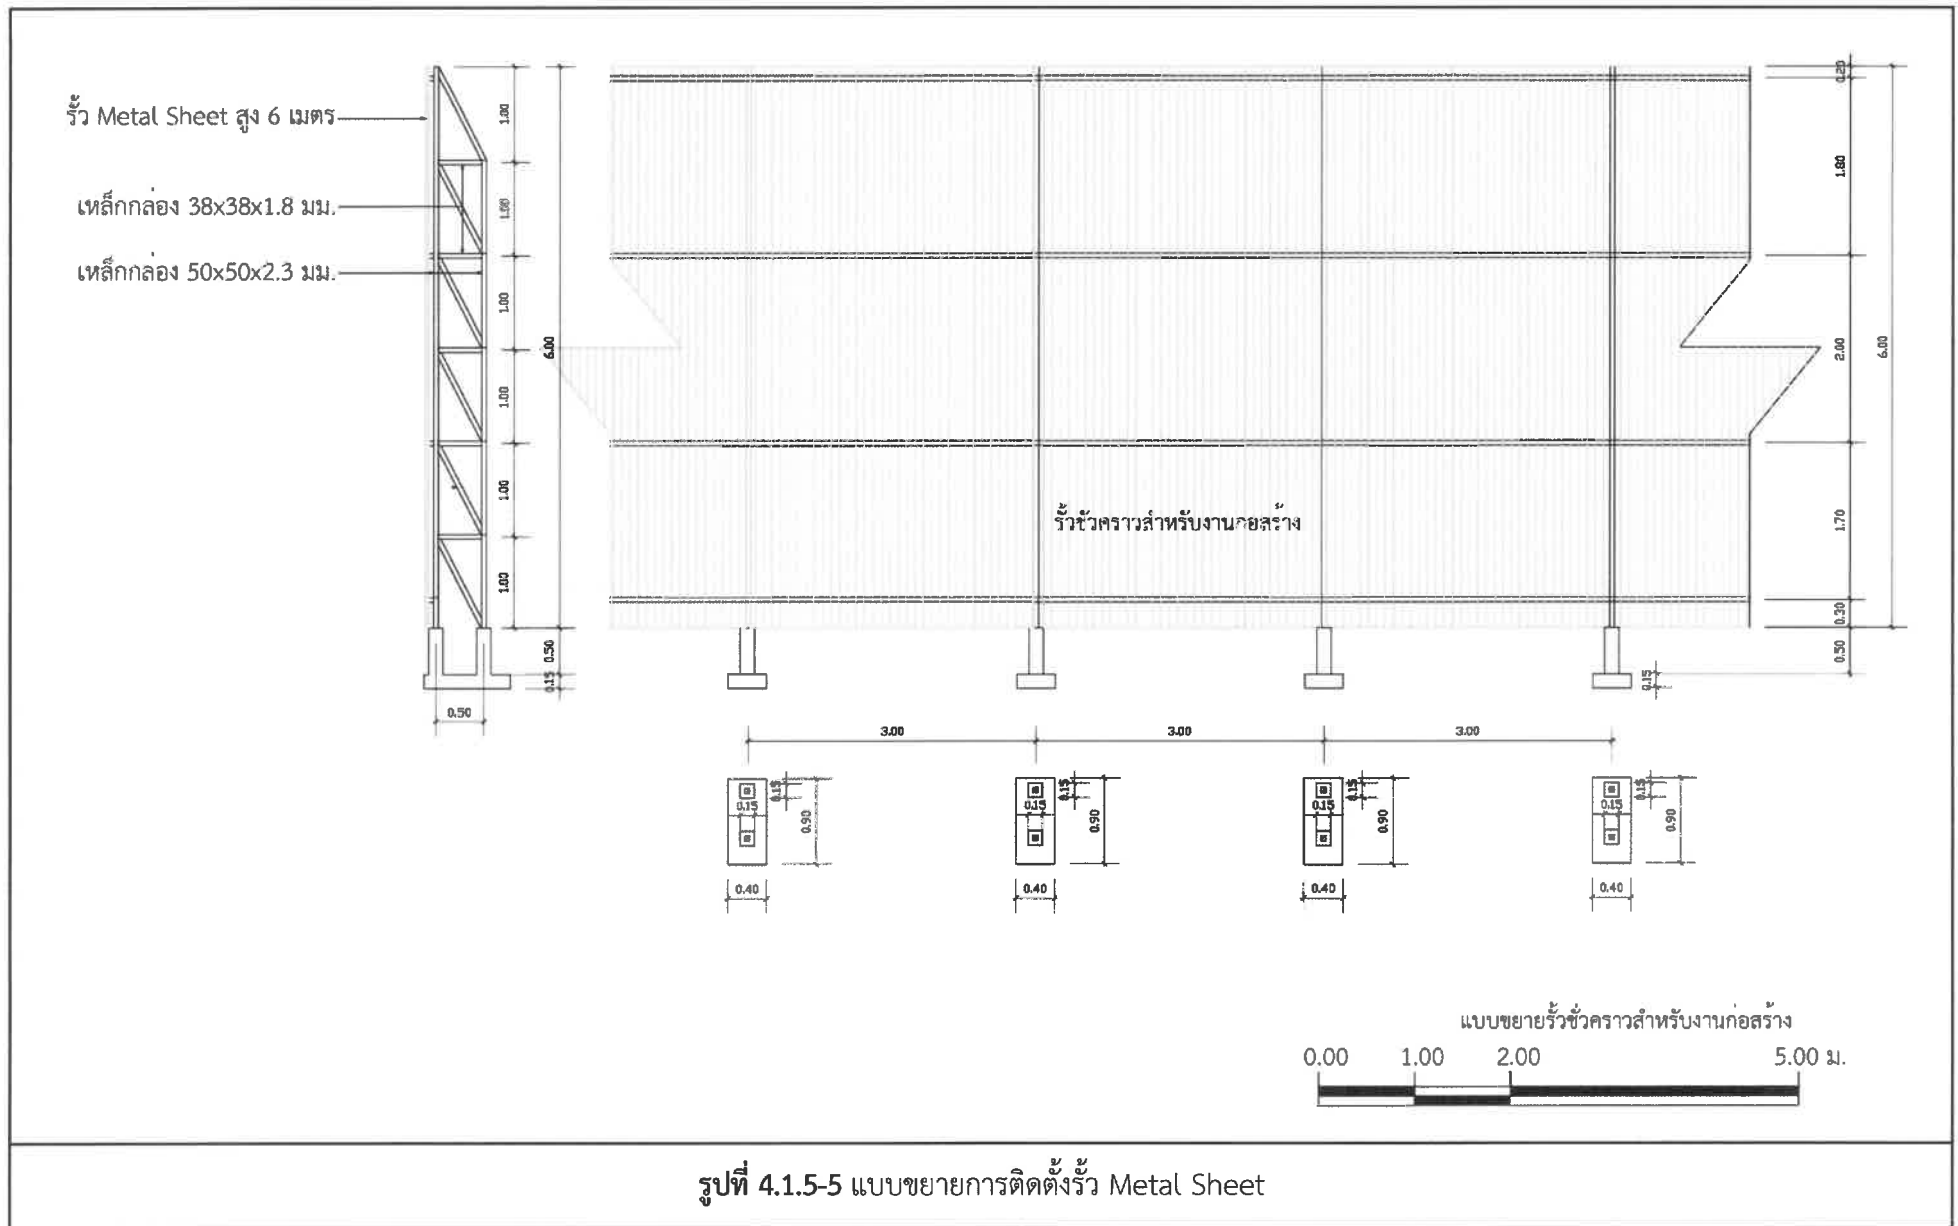 รั้ว Metal Sheet สูง 6 เมตร
เหล็กกล่อง 38x38x1.8 มม.
เหล็กกล่อง 50x50x2.3 มม.
1.00
1.00
1.00
1.00
1.00
1.00
6.00
0.50
0.15
0.50
รั้วชั่วคราวสำหรับงานก่อสร้าง
0.20
1.80
2.00
1.70
0.30
0.50
6.00
0.15
3.00 3.00 3.00
0.15 0.15 0.90
0.15 0.15 0.90
0.15 0.15 0.90
0.15 0.15 0.90
0.40 0.40 0.40 0.40
แบบขยายรั้วชั่วคราวสำหรับงานก่อสร้าง
0.00 1.00 2.00 5.00 ม.
รูปที่ 4.1.5-5 แบบขยายการติดตั้งรั้ว Metal Sheet